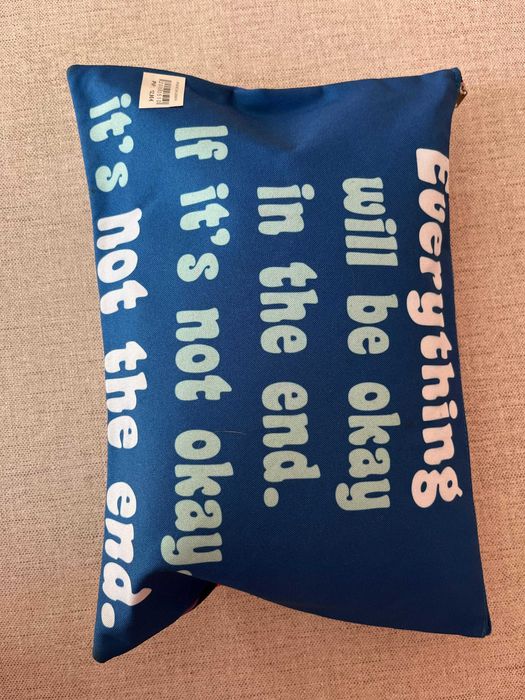 Everything
will be okay
in the end.
If it's not okay,
it's not the end.